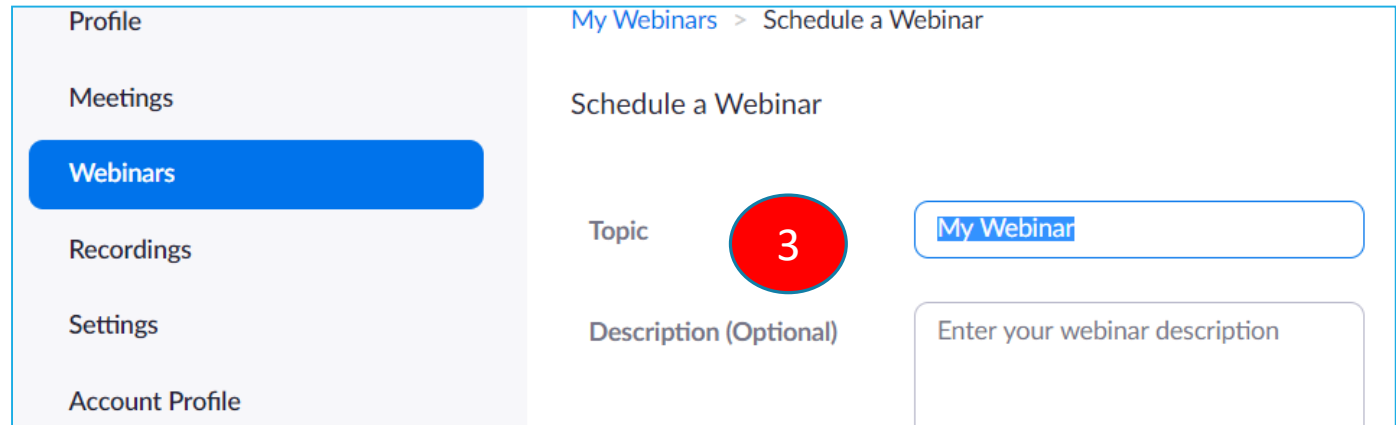 Profile
Meetings
Webinars
Recordings
Settings
Account Profile
My Webinars > Schedule a Webinar
Schedule a Webinar
Topic 3 My Webinar
Description (Optional) Enter your webinar description